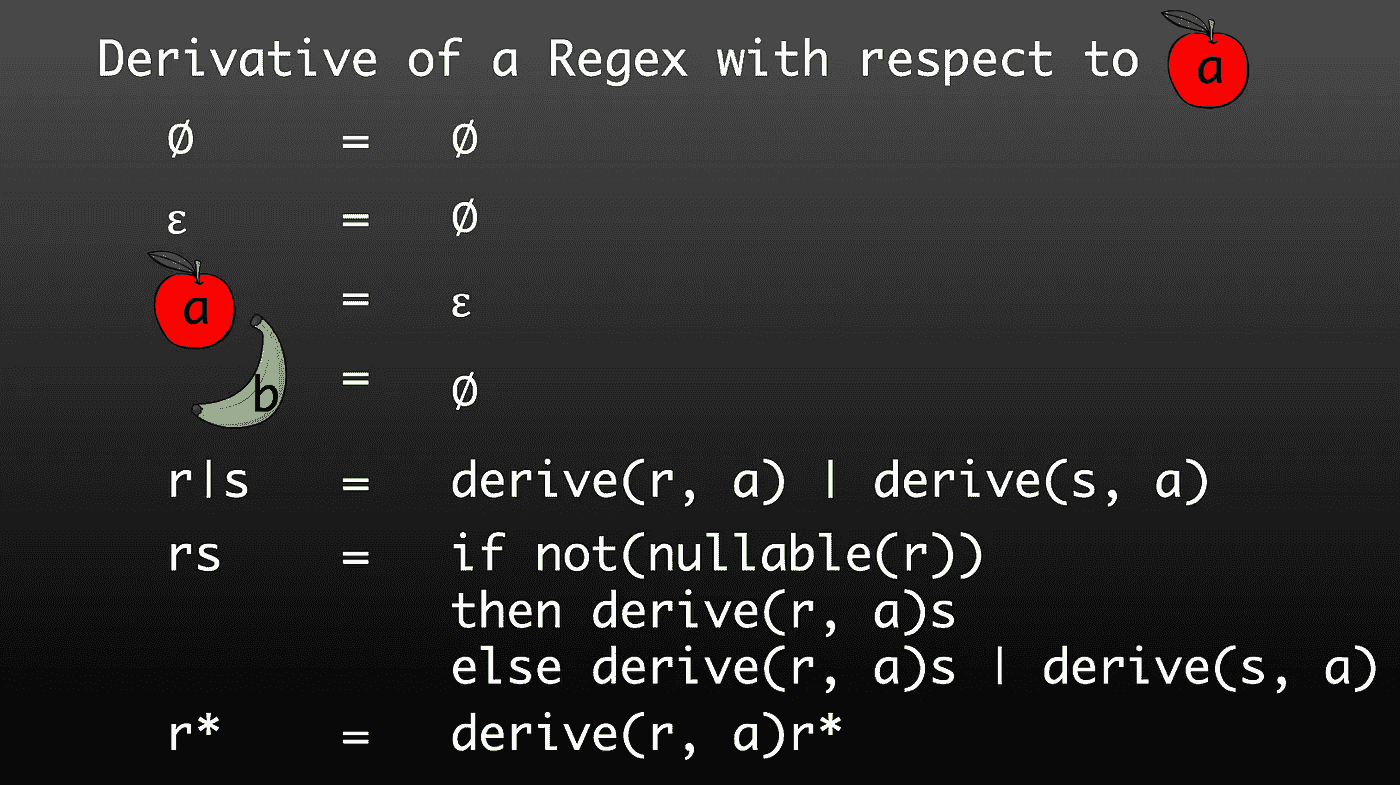 Derivative of a Regex with respect to a
Ø = Ø
ε = Ø
a = ε
b = Ø
r|s = derive(r, a) | derive(s, a)
rs = if not(nullable(r))
then derive(r, a)s
else derive(r, a)s | derive(s, a)
r* = derive(r, a)r*